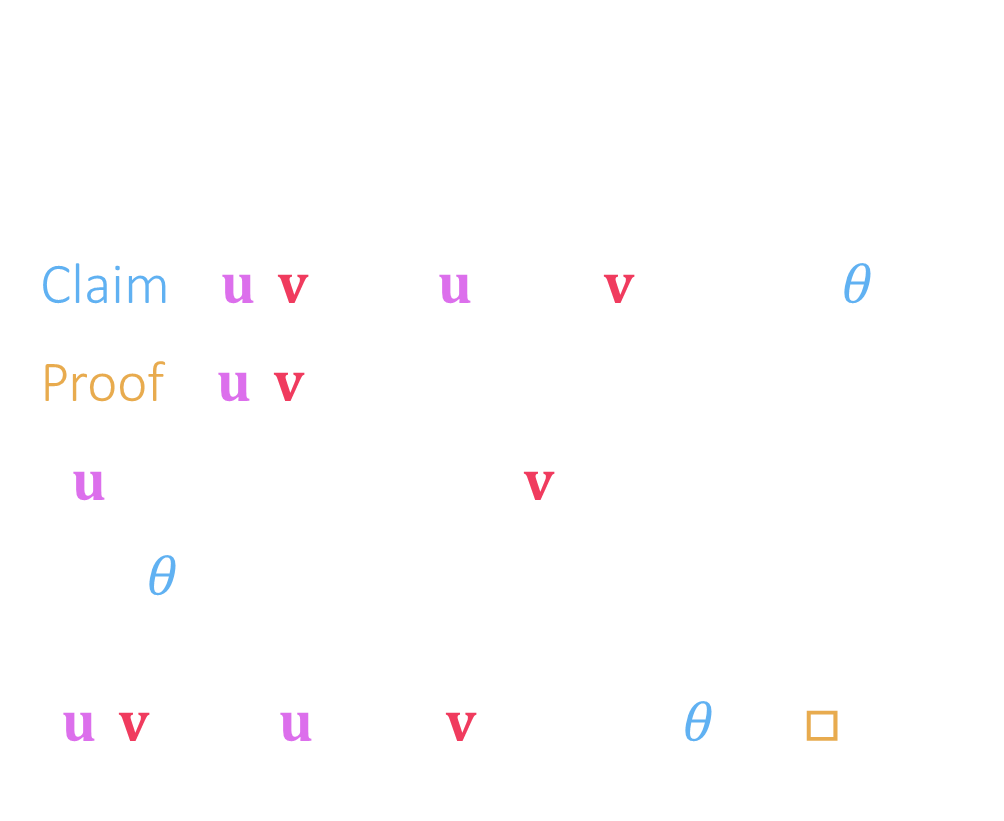 Claim u v u v θ
Proof u v
u v
θ
u v u v θ □